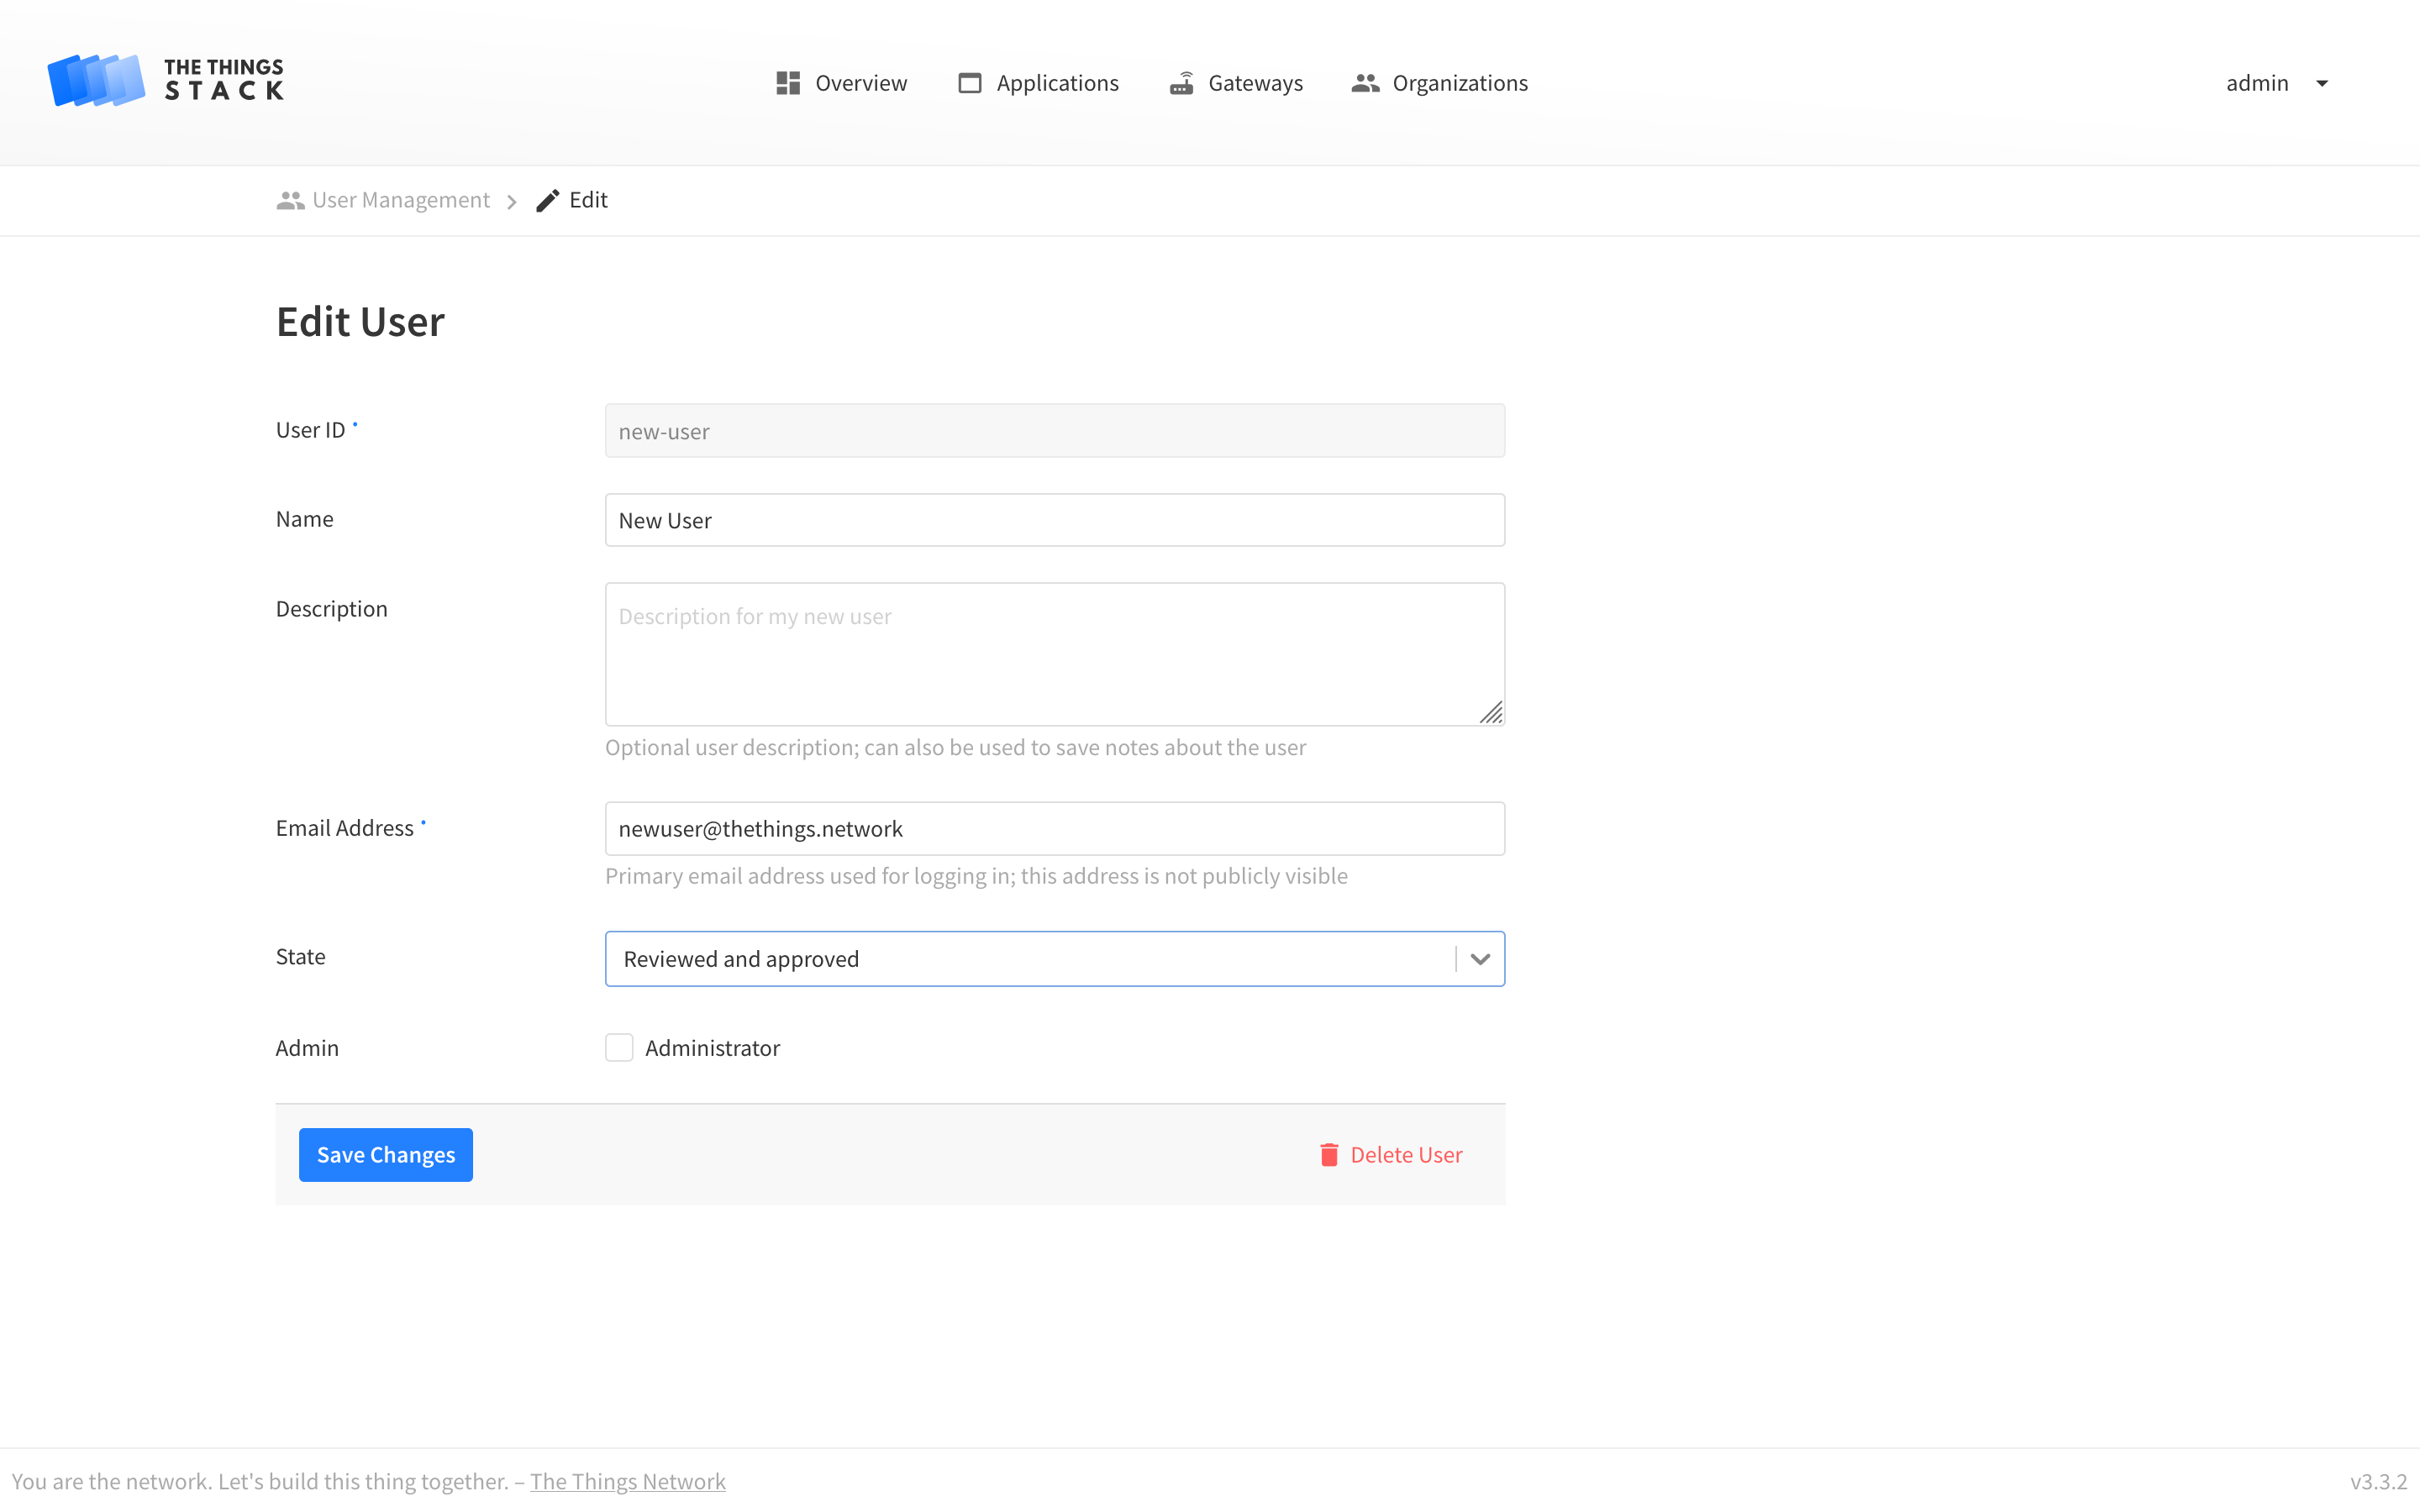 THE THINGS
STACK
Overview
Applications
Gateways
Organizations
admin
User Management
Edit
Edit User
User ID
new-user
Name
New User
Description
Description for my new user
Optional user description; can also be used to save notes about the user
Email Address
newuser@thethings.network
Primary email address used for logging in; this address is not publicly visible
State
Reviewed and approved
Admin
Administrator
Save Changes
Delete User
You are the network. Let's build this thing together. – The Things Network
v3.3.2